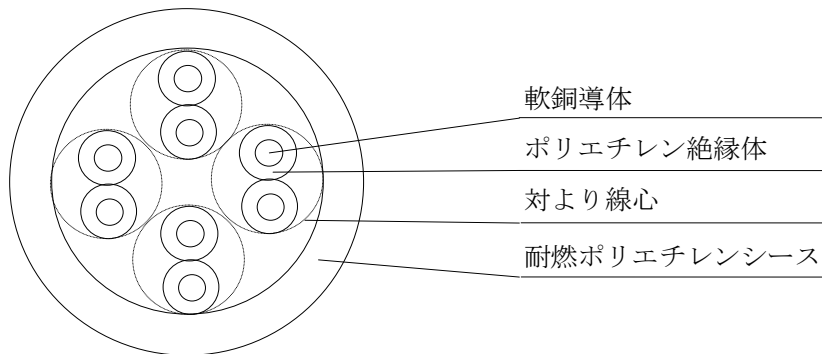 軟銅導体
ポリエチレン絶縁体
対より線心
耐燃ポリエチレンシース